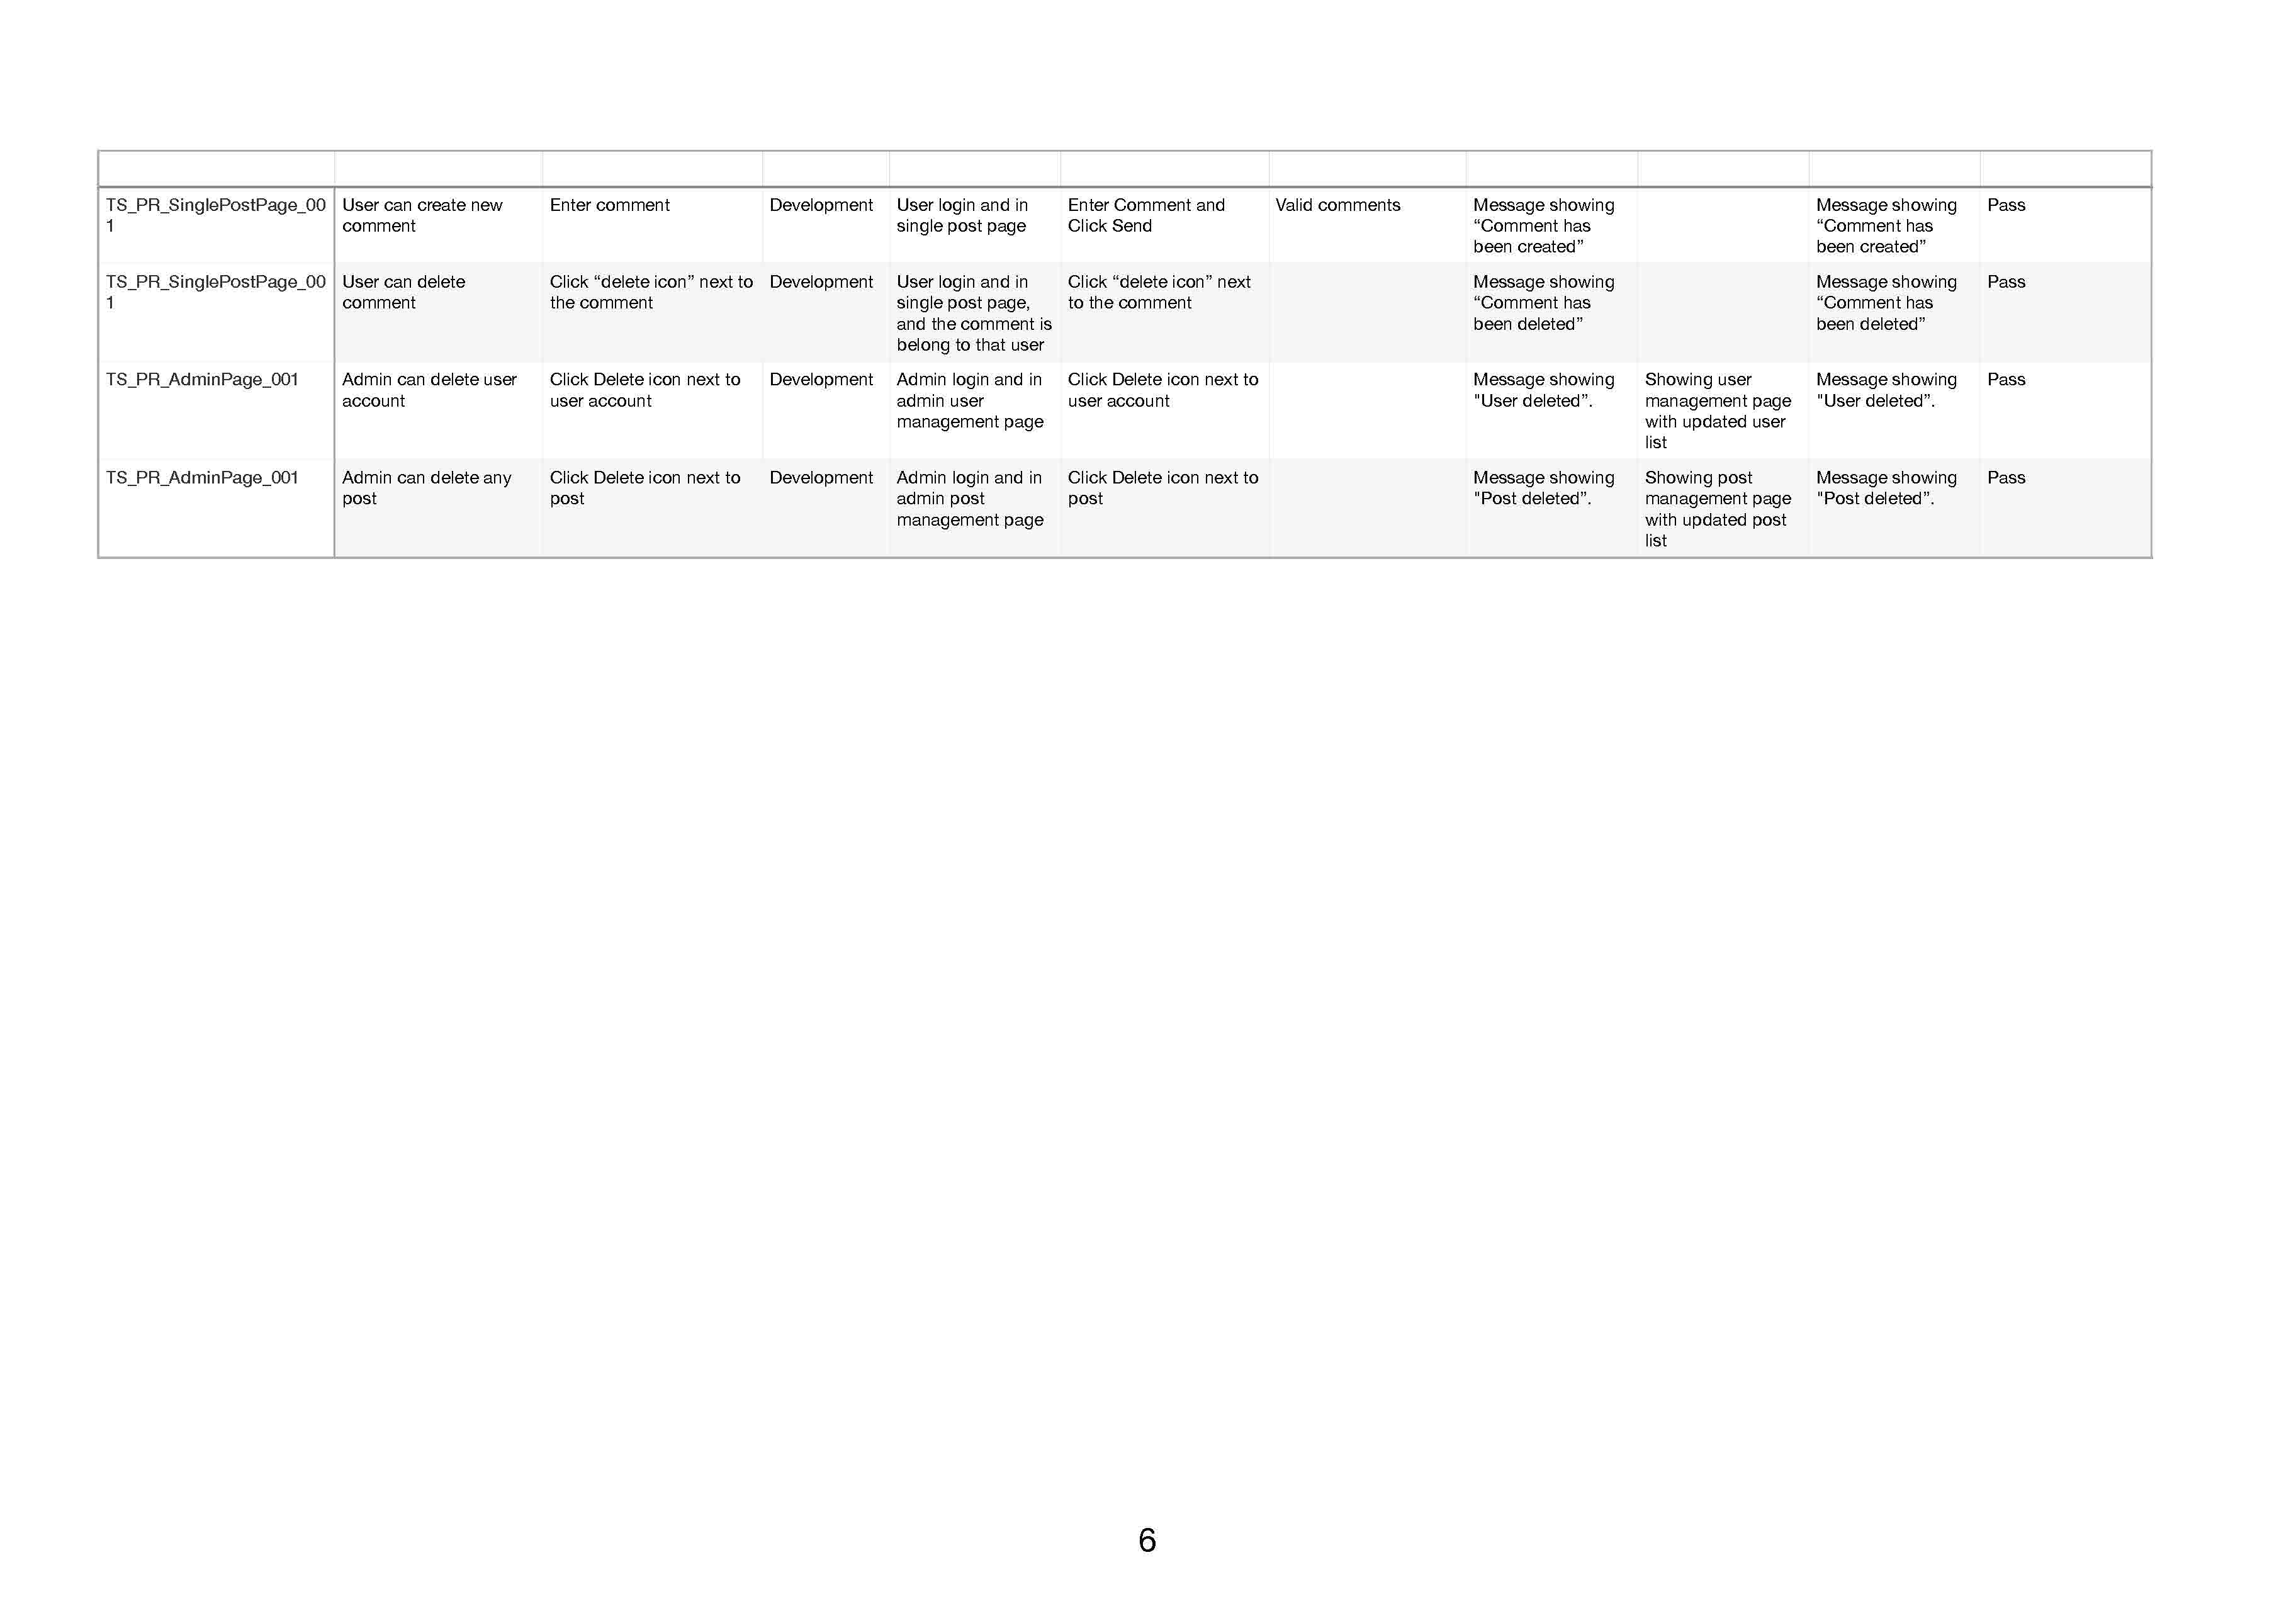 TS_PR_SinglePostPage_00
1
User can create new
comment
Enter comment
Development
User login and in
single post page
Enter Comment and
Click Send
Valid comments
Message showing
“Comment has
been created”
Message showing
“Comment has
been created”
Pass
TS_PR_SinglePostPage_00
1
User can delete
comment
Click “delete icon” next to
the comment
Development
User login and in
single post page,
and the comment is
belong to that user
Click “delete icon” next
to the comment
Message showing
“Comment has
been deleted”
Message showing
“Comment has
been deleted”
Pass
TS_PR_AdminPage_001
Admin can delete user
account
Click Delete icon next to
user account
Development
Admin login and in
admin user
management page
Click Delete icon next to
user account
Message showing
"User deleted”.
Showing user
management page
with updated user
list
Message showing
"User deleted”.
Pass
TS_PR_AdminPage_001
Admin can delete any
post
Click Delete icon next to
post
Development
Admin login and in
admin post
management page
Click Delete icon next to
post
Message showing
"Post deleted”.
Showing post
management page
with updated post
list
Message showing
"Post deleted”.
Pass
6